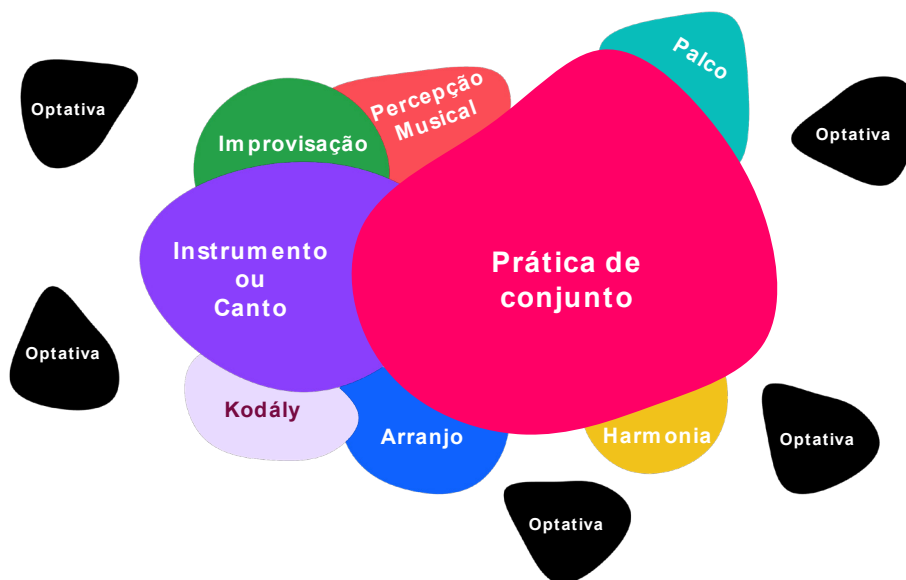 Palco
Percepção
Musical
Optativa
Optativa
Improvisação
Instrumento
ou
Canto
Prática de
conjunto
Optativa
Kodály
Arranjo
Harmonia
Optativa
Optativa